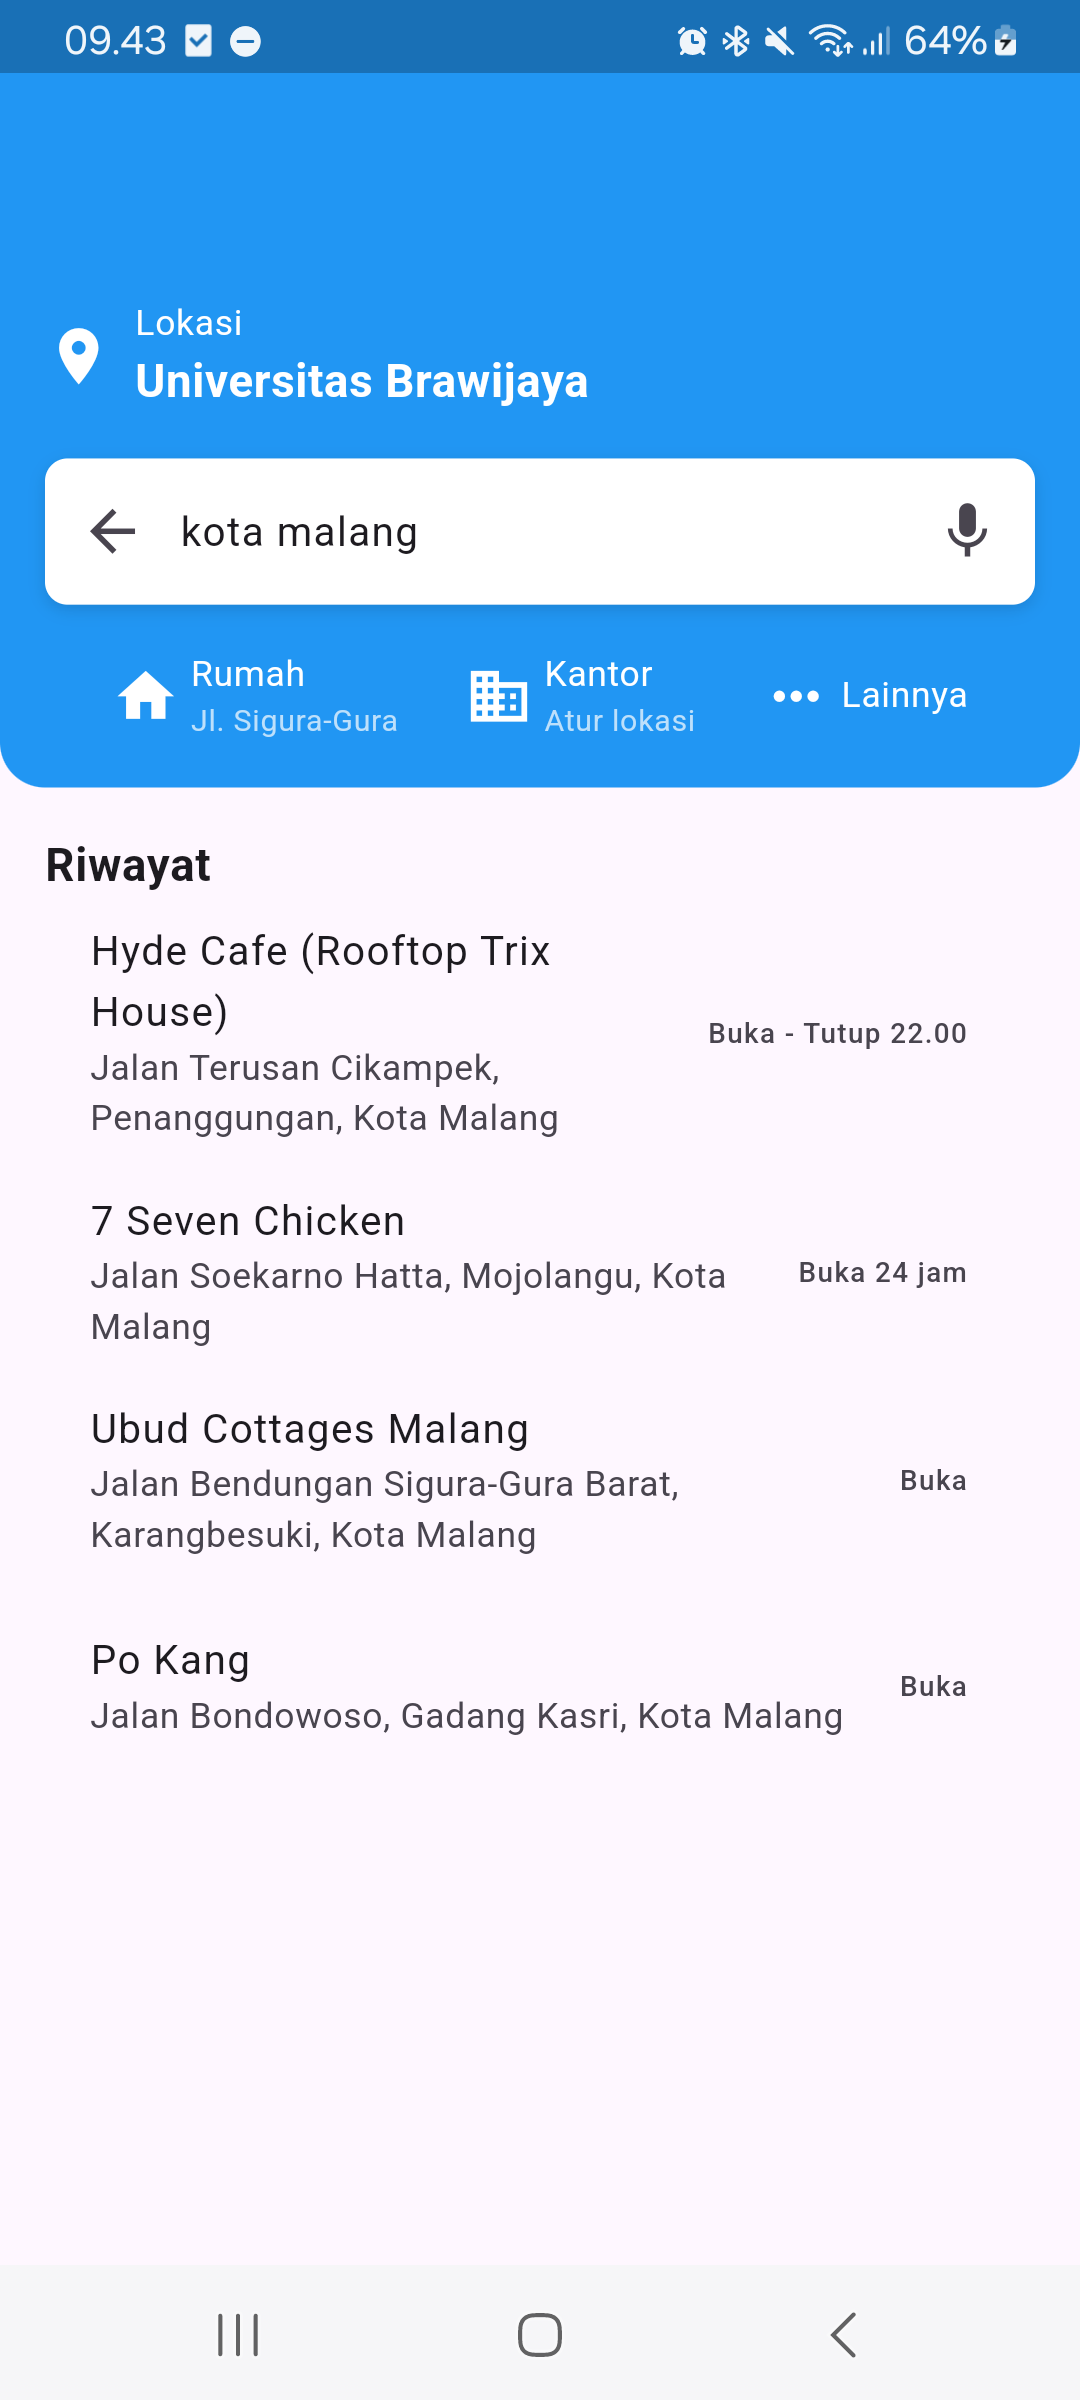 09.43
64%
Lokasi
Universitas Brawijaya
kota malang
Rumah
Jl. Sigura-Gura
Kantor
Atur lokasi
Lainnya
Riwayat
Hyde Cafe (Rooftop Trix
House)
Jalan Terusan Cikampek,
Penanggungan, Kota Malang
Buka - Tutup 22.00
7 Seven Chicken
Jalan Soekarno Hatta, Mojolangu, Kota
Malang
Buka 24 jam
Ubud Cottages Malang
Jalan Bendungan Sigura-Gura Barat,
Karangbesuki, Kota Malang
Buka
Po Kang
Jalan Bondowoso, Gadang Kasri, Kota Malang
Buka